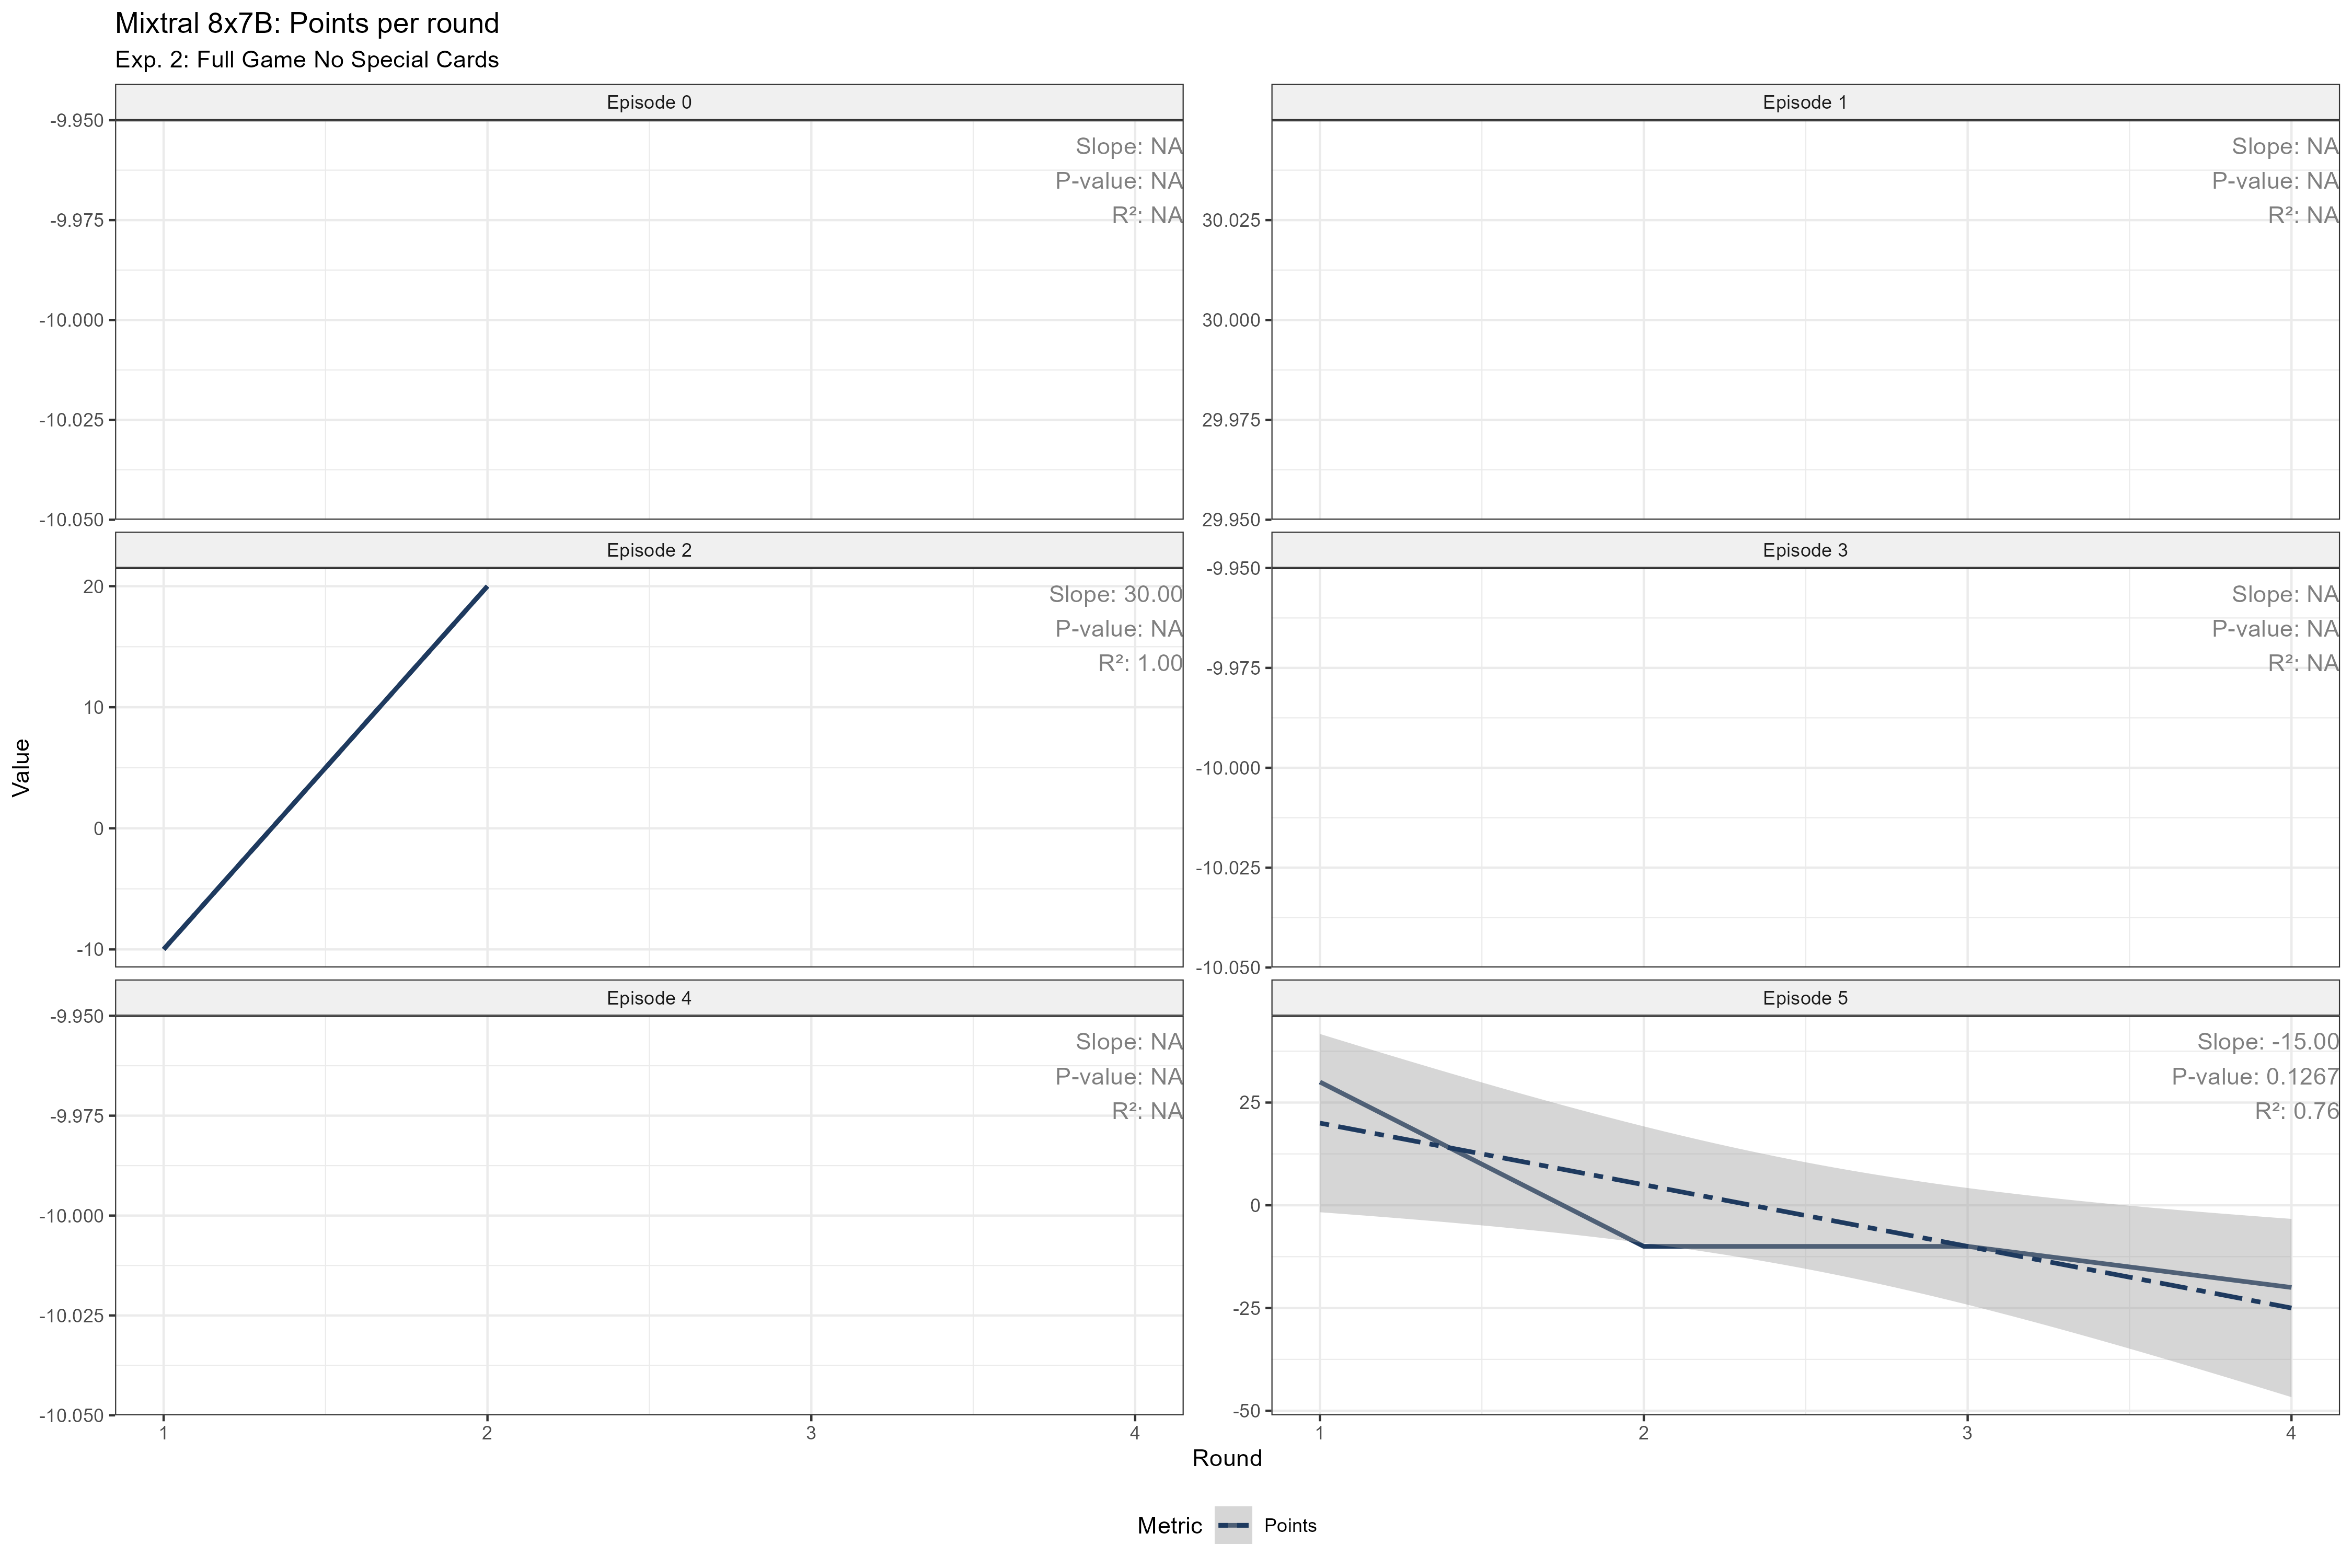 Mixtral 8x7B: Points per round
Exp. 2: Full Game No Special Cards
Episode 0
-9.950
-9.975
-10.000
-10.025
-10.050
Slope: NA
P-value: NA
R²: NA
Episode 1
30.025
30.000
29.975
29.950
Slope: NA
P-value: NA
R²: NA
Episode 2
20
10
0
-10
Slope: 30.00
P-value: NA
R²: 1.00
Episode 3
-9.950
-9.975
-10.000
-10.025
-10.050
Slope: NA
P-value: NA
R²: NA
Episode 4
-9.950
-9.975
-10.000
-10.025
-10.050
Slope: NA
P-value: NA
R²: NA
1 2 3 4
Episode 5
25
0
-25
-50
Slope: -15.00
P-value: 0.1267
R²: 0.76
1 2 3 4
Value
Round
Metric Points